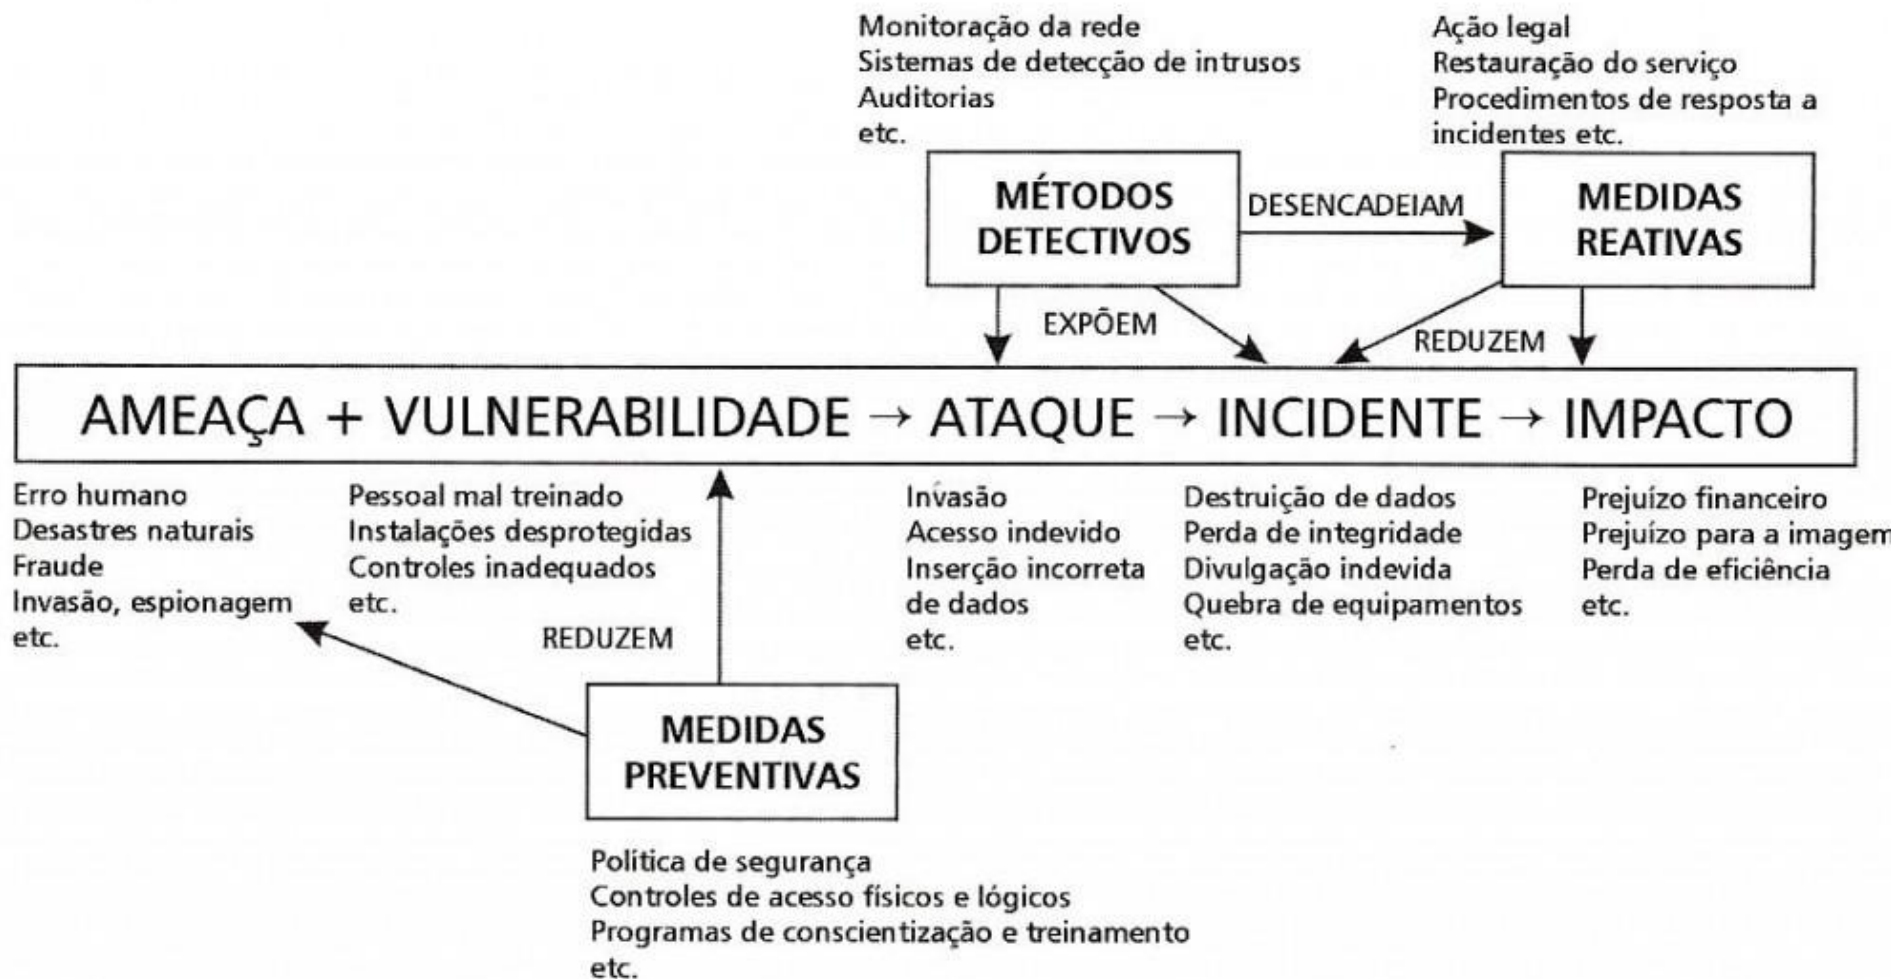 Monitoração da rede
Sistemas de detecção de intrusos
Auditorias
etc.
Ação legal
Restauração do serviço
Procedimentos de resposta a
incidentes etc.
MÉTODOS
DETECTIVOS
DESENCADEIAM
MEDIDAS
REATIVAS
EXPÕEM
REDUZEM
AMEAÇA + VULNERABILIDADE → ATAQUE → INCIDENTE → IMPACTO
Erro humano
Desastres naturais
Fraude
Invasão, espionagem
etc.
Pessoal mal treinado
Instalações desprotegidas
Controles inadequados
etc.
Invasão
Acesso indevido
Inserção incorreta
de dados
etc.
Destruição de dados
Perda de integridade
Divulgação indevida
Quebra de equipamentos
etc.
Prejuízo financeiro
Prejuízo para a imagem
Perda de eficiência
etc.
REDUZEM
MEDIDAS
PREVENTIVAS
Política de segurança
Controles de acesso físicos e lógicos
Programas de conscientização e treinamento
etc.